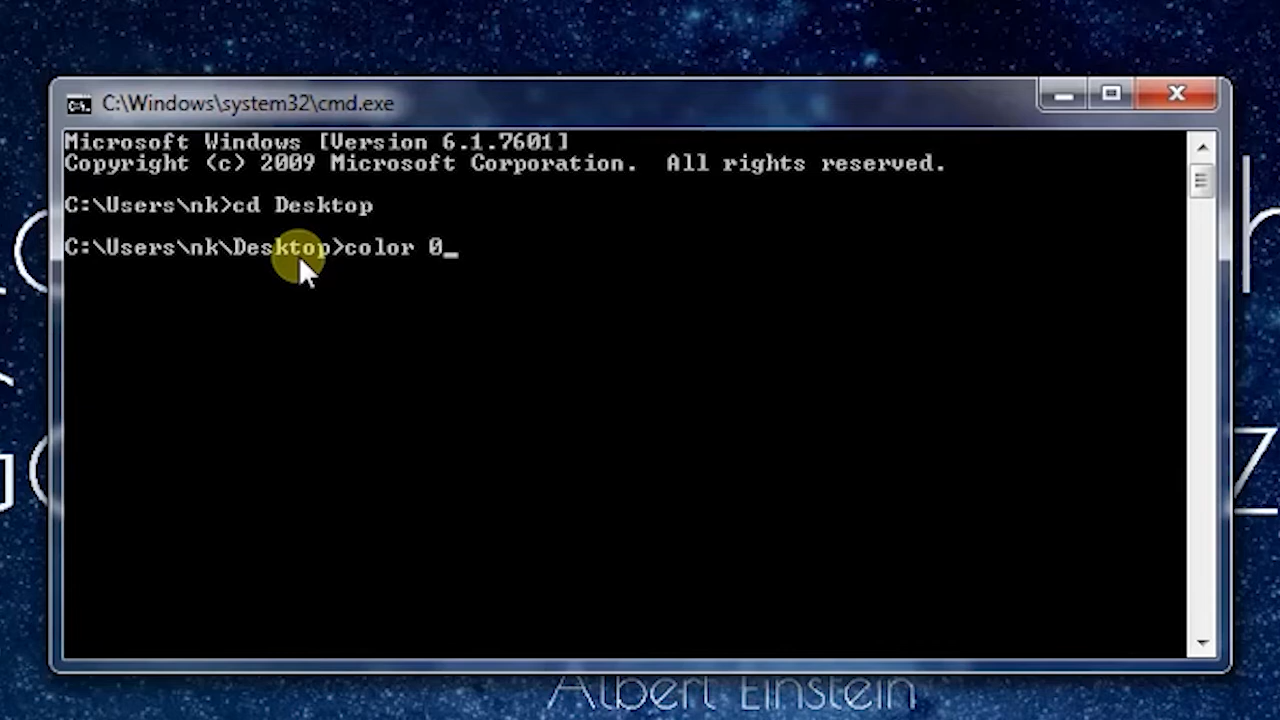 C:\Windows\system32\cmd.exe
Microsoft Windows [Version 6.1.7601]
Copyright (c) 2009 Microsoft Corporation.  All rights reserved.
C:\Users\nk>cd Desktop
C:\Users\nk\Desktop>color 0_
Albert Einstein